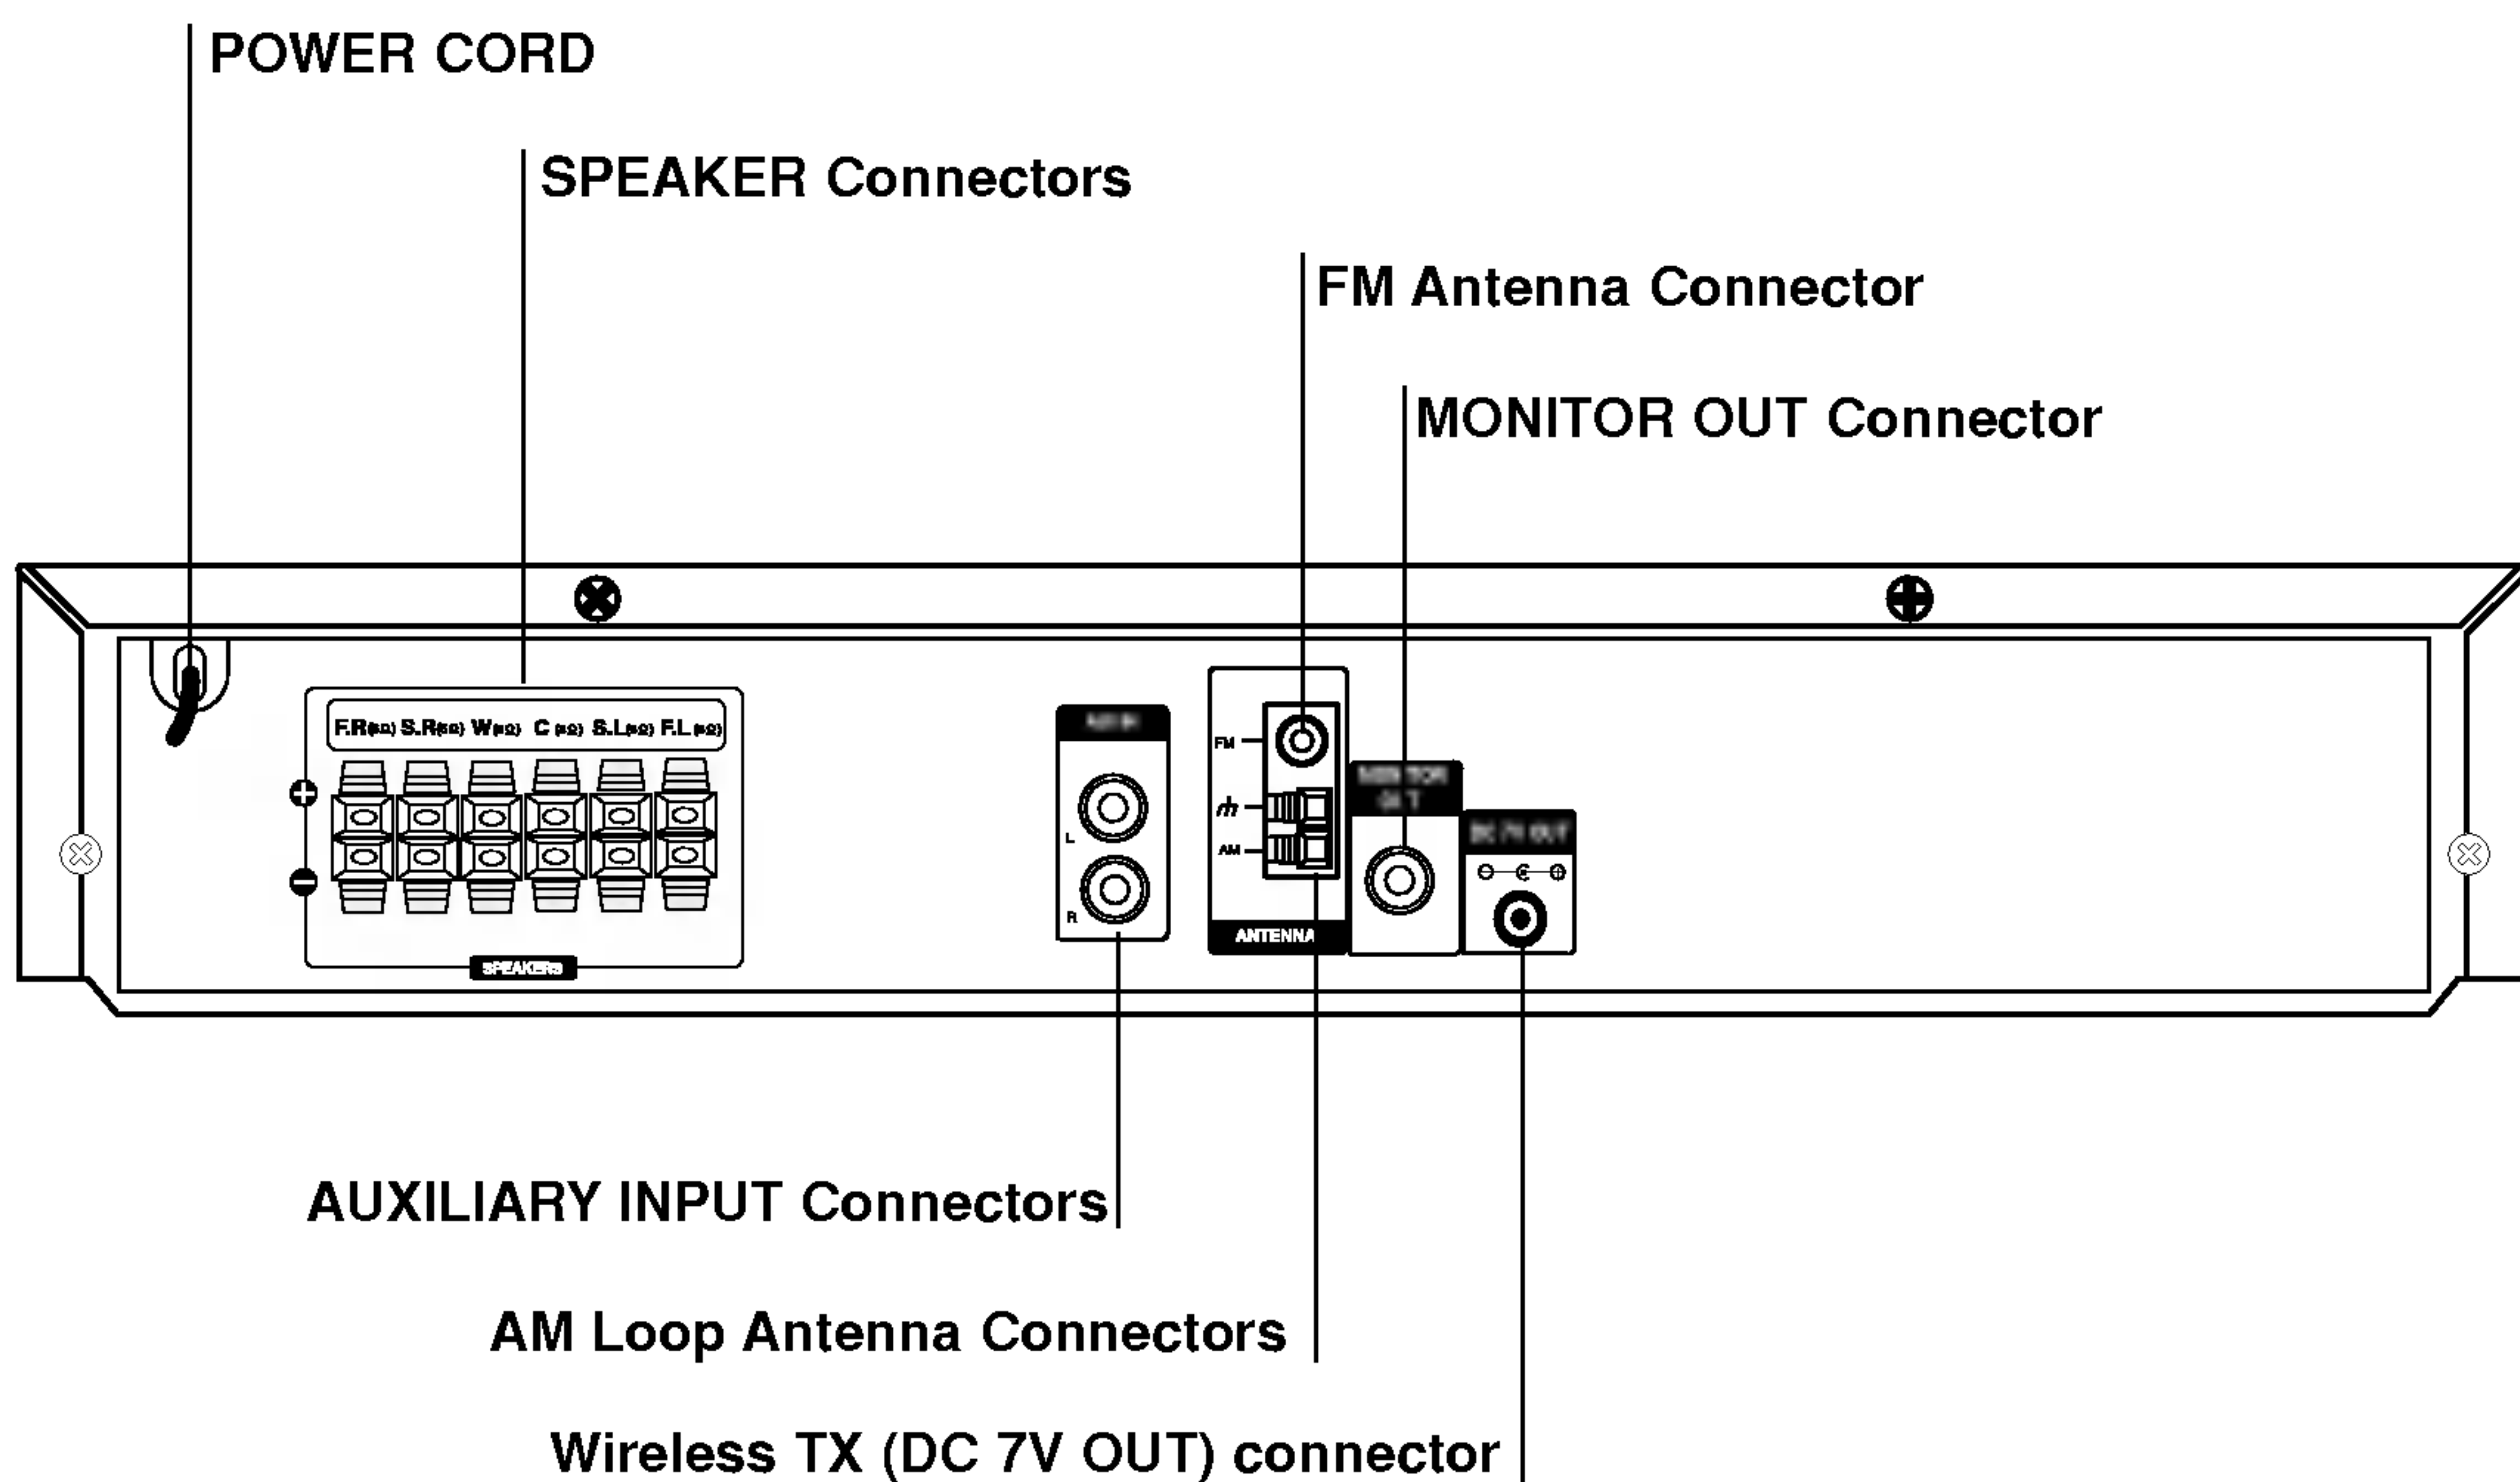 POWER CORD
SPEAKER Connectors
FM Antenna Connector
MONITOR OUT Connector
F.R S.R W C S.L F.L
FM
AM
L
R
ANTENNA
SPEAKERS
AUXILIARY INPUT Connectors
AM Loop Antenna Connectors
Wireless TX (DC 7V OUT) connector